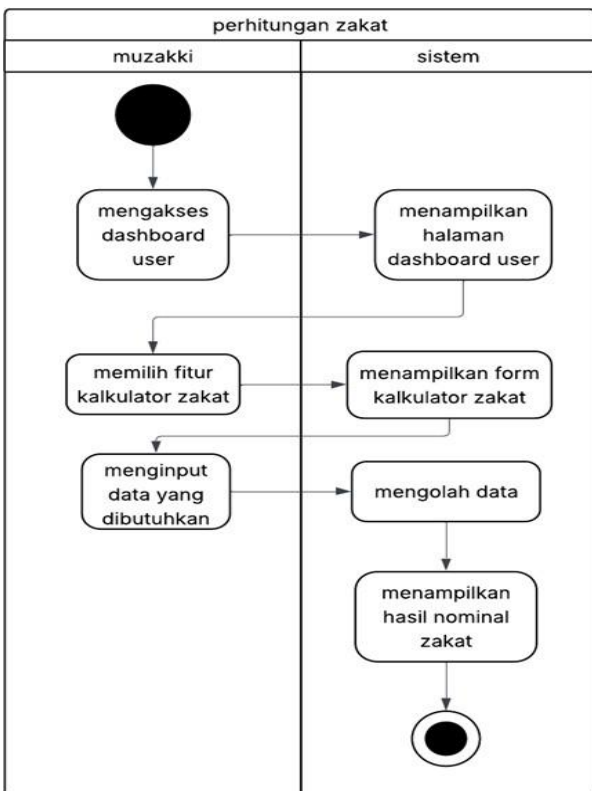 perhitungan zakat
muzakki
sistem
mengakses
dashboard
user
menampilkan
halaman
dashboard user
memilih fitur
kalkulator zakat
menampilkan form
kalkulator zakat
menginput
data yang
dibutuhkan
mengolah data
menampilkan
hasil nominal
zakat